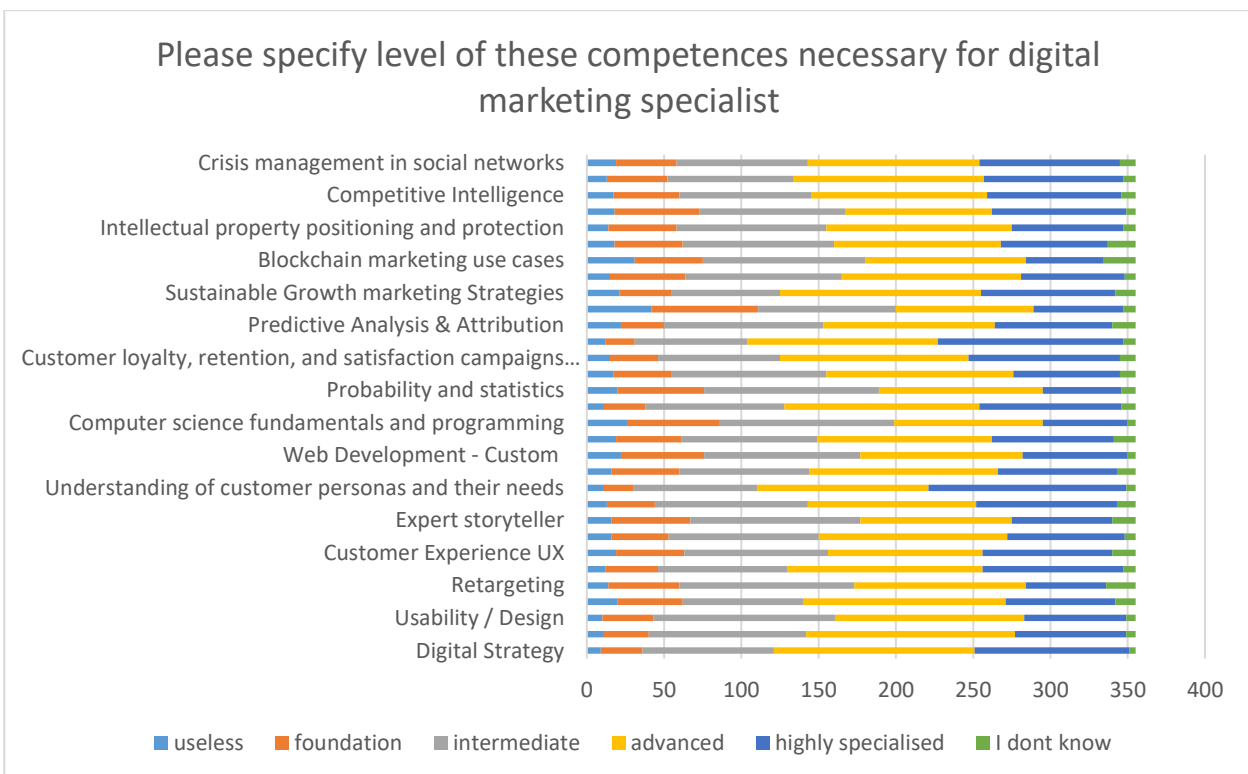 Please specify level of these competences necessary for digital
marketing specialist
Crisis management in social networks
Competitive Intelligence
Intellectual property positioning and protection
Blockchain marketing use cases
Sustainable Growth marketing Strategies
Predictive Analysis & Attribution
Customer loyalty, retention, and satisfaction campaigns…
Probability and statistics
Computer science fundamentals and programming
Web Development - Custom
Understanding of customer personas and their needs
Expert storyteller
Customer Experience UX
Retargeting
Usability / Design
Digital Strategy
0 50 100 150 200 250 300 350 400
useless foundation intermediate advanced highly specialised I dont know